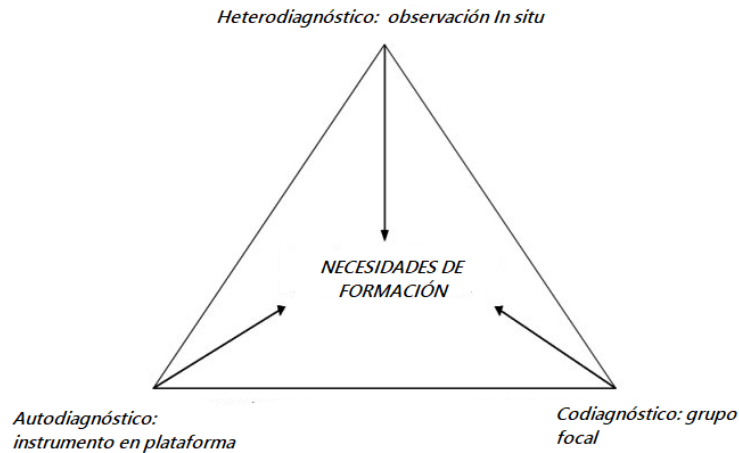 Heterodiagnóstico: observación In situ
NECESIDADES DE
FORMACIÓN
Autodiagnóstico:
instrumento en plataforma
Codiagnóstico: grupo
focal